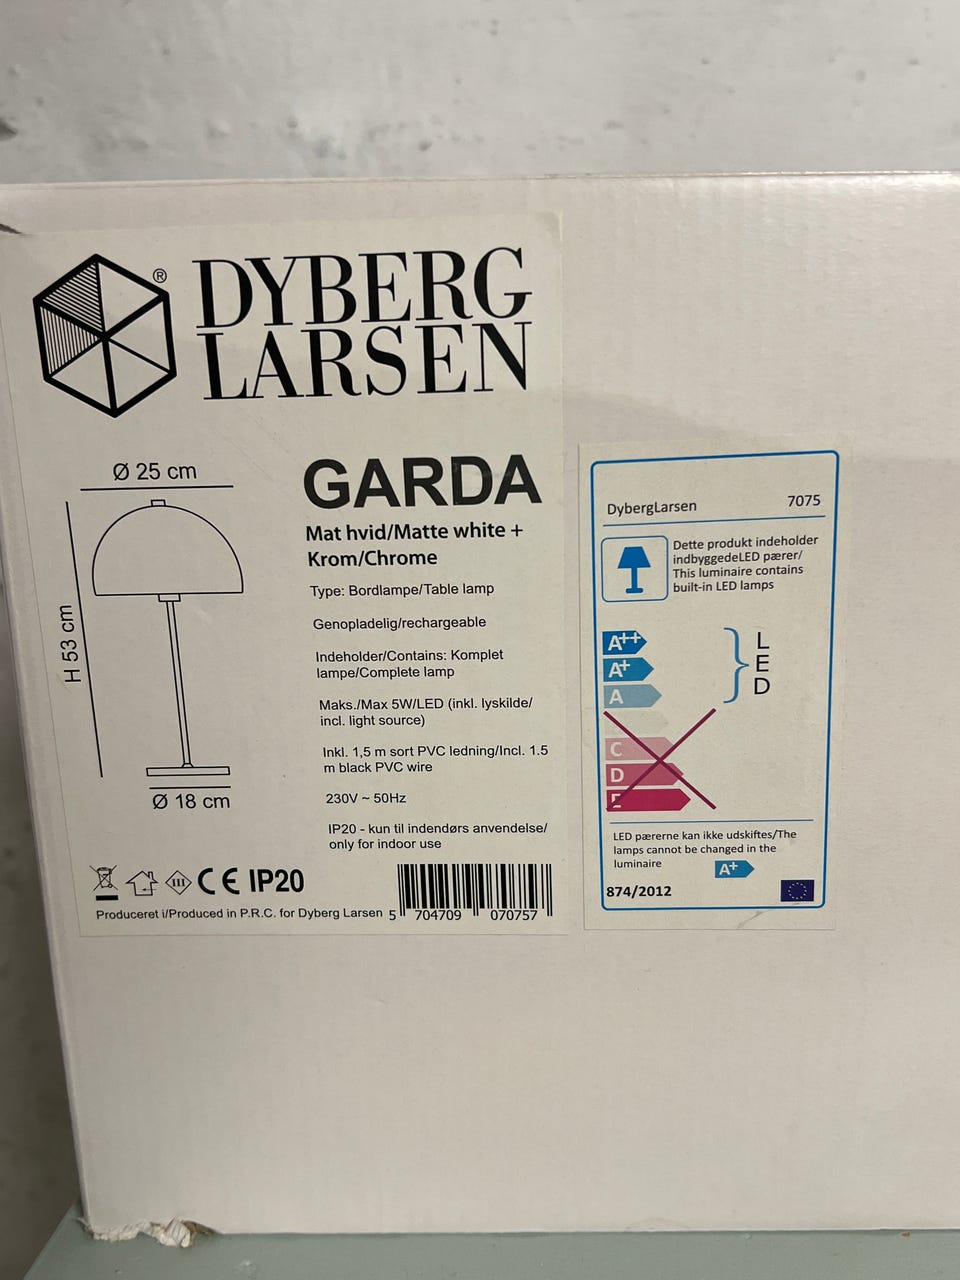 DYBERG
LARSEN
®
Ø 25 cm
H 53 cm
Ø 18 cm
GARDA
Mat hvid/Matte white +
Krom/Chrome
Type: Bordlampe/Table lamp
Genopladelig/rechargeable
Indeholder/Contains: Komplet
lampe/Complete lamp
Maks./Max 5W/LED (inkl. lyskilde/
incl. light source)
Inkl. 1,5 m sort PVC ledning/Incl. 1.5
m black PVC wire
230V ~ 50Hz
IP20 - kun til indendørs anvendelse/
only for indoor use
III CE IP20
Produceret i/Produced in P.R.C. for Dyberg Larsen
5 704709 070757
DybergLarsen 7075
Dette produkt indeholder
indbyggedeLED pærer/
This luminaire contains
built-in LED lamps
A++
A+
A
LED
C
D
E
LED pærerne kan ikke udskiftes/The
lamps cannot be changed in the
luminaire
A+
874/2012